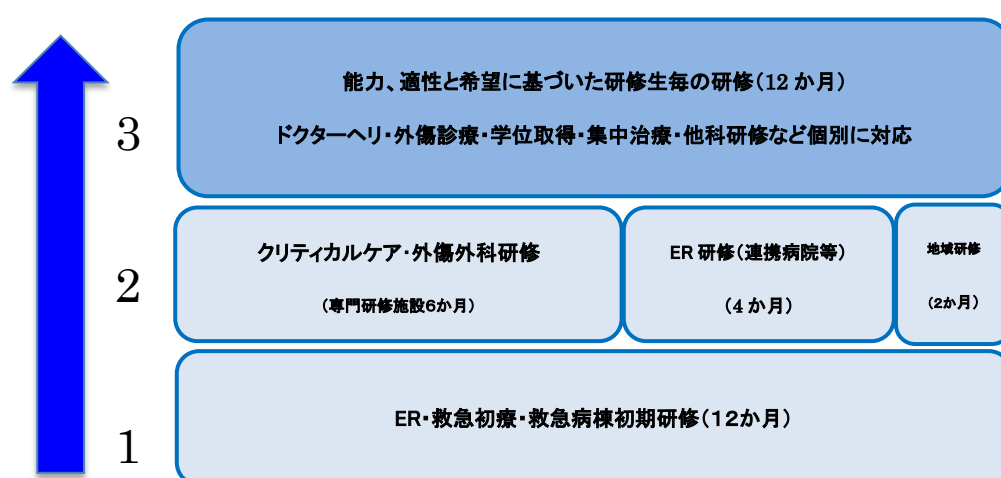 3
能力、適性と希望に基づいた研修生毎の研修（12 か月）
ドクターヘリ・外傷診療・学位取得・集中治療・他科研修など個別に対応
2
クリティカルケア・外傷外科研修
（専門研修施設６か月）
ER 研修（連携病院等）
（4 か月）
地域研修
（２か月）
1
ER・救急初療・救急病棟初期研修（１２か月）